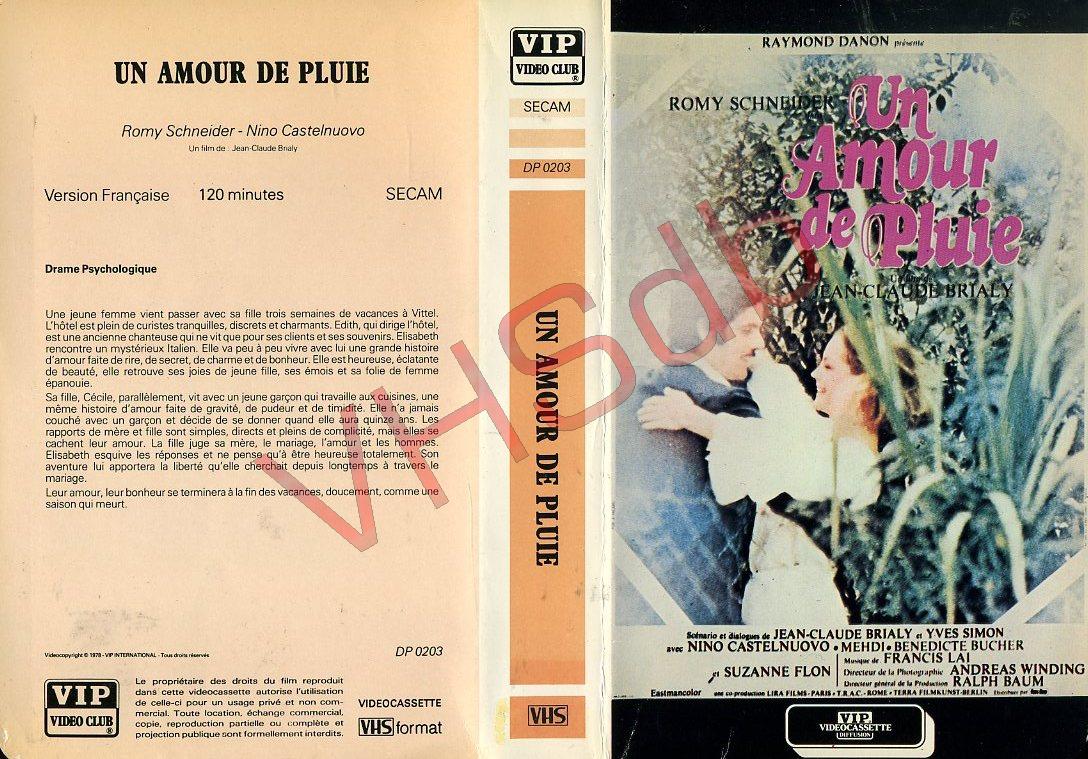 UN AMOUR DE PLUIE
Romy Schneider - Nino Castelnuovo
Un film de : Jean-Claude Brialy
Version Française 120 minutes SECAM
Drame Psychologique
Une jeune femme vient passer avec sa fille trois semaines de vacances à Vittel.
L'hôtel est plein de curistes tranquilles, discrets et charmants. Edith, qui dirige l'hôtel,
est une ancienne chanteuse qui ne vit que pour ses clients et ses souvenirs. Elisabeth
rencontre un mystérieux Italien. Elle va peu à peu vivre avec lui une grande histoire
d'amour faite de rire, de secret, de charme et de bonheur. Elle est heureuse, éclatante
de beauté, elle retrouve ses joies de jeune fille, ses émois et sa folie de femme
épanouie.
Sa fille, Cécile, parallèlement, vit avec un jeune garçon qui travaille aux cuisines, une
même histoire d'amour faite de gravité, de pudeur et de timidité. Elle n'a jamais
couché avec un garçon et décide de se donner quand elle aura quinze ans. Les
rapports de mère et fille sont simples, directs et pleins de complicité, mais elles se
cachent leur amour. La fille juge sa mère, le mariage, l'amour et les hommes.
Elisabeth esquive les réponses et ne pense qu'à être heureuse totalement. Son
aventure lui apportera la liberté qu'elle cherchait depuis longtemps à travers le
mariage.
Leur amour, leur bonheur se terminera à la fin des vacances, doucement, comme une
saison qui meurt.
Videocopyright © 1978 - VIP INTERNATIONAL - Tous droits réservés
DP 0203
VIP
VIDEO CLUB
®
Le propriétaire des droits du film reproduit
dans cette videocassette autorise l'utilisation
de celle-ci pour un usage privé et non com-
mercial. Toute location, échange commercial,
copie, reproduction partielle ou complète et
projection publique sont formellement interdits.
VIDEOCASSETTE
VHS format
VIP
VIDEO CLUB
®
SECAM
DP 0203
UN AMOUR DE PLUIE
VHS
RAYMOND DANON présente
ROMY SCHNEIDER
Un
Amour
de Pluie
Un film de
JEAN-CLAUDE BRIALY
Scénario et dialogues de JEAN-CLAUDE BRIALY et YVES SIMON
avec NINO CASTELNUOVO • MEHDI • BENEDICTE BUCHER
et SUZANNE FLON
Musique de FRANCIS LAI
Directeur de la Photographie ANDREAS WINDING
Directeur général de la Production RALPH BAUM
Eastmancolor une co-production LIRA FILMS - PARIS - T.R.A.C. - ROME - TERRA FILMKUNST-BERLIN Distribuée par
VIP
VIDEOCASSETTE
DIFFUSION
VHSdb